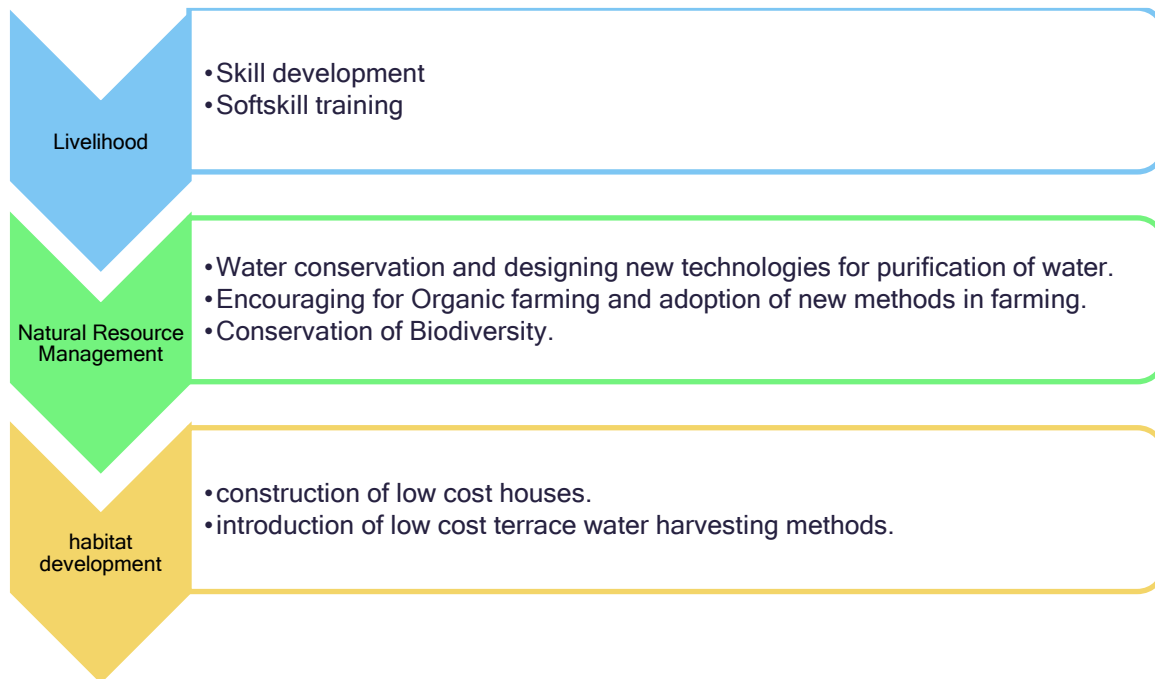 Livelihood
•Skill development
•Softskill training
Natural Resource
Management
•Water conservation and designing new technologies for purification of water.
•Encouraging for Organic farming and adoption of new methods in farming.
•Conservation of Biodiversity.
habitat
development
•construction of low cost houses.
•introduction of low cost terrace water harvesting methods.